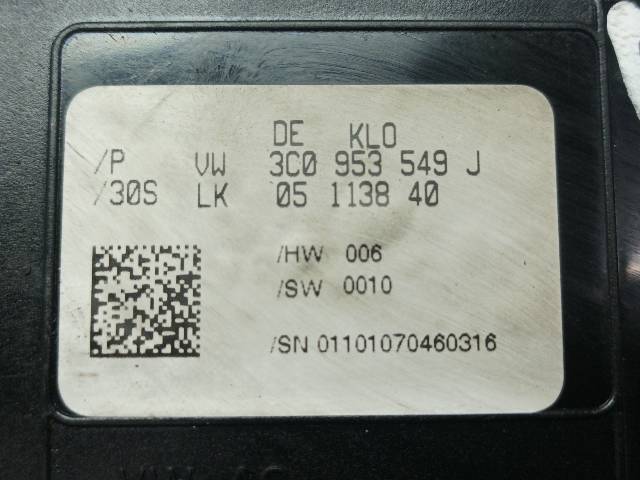 DE KLO
/P VW 3C0 953 549 J
/30S LK 05 1138 40
/HW 006
/SW 0010
/SN 01101070460316